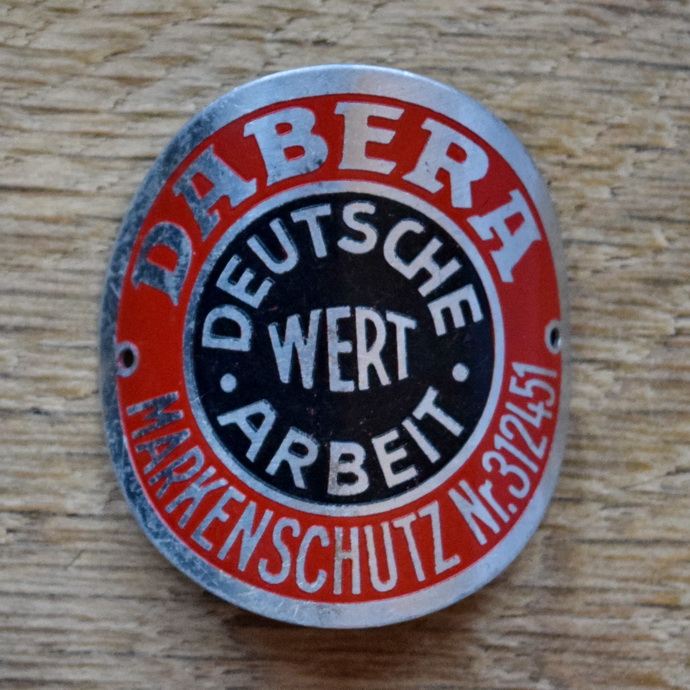 DABERA
DEUTSCHE
WERT
ARBEIT
MARKENSCHUTZ Nr. 312451